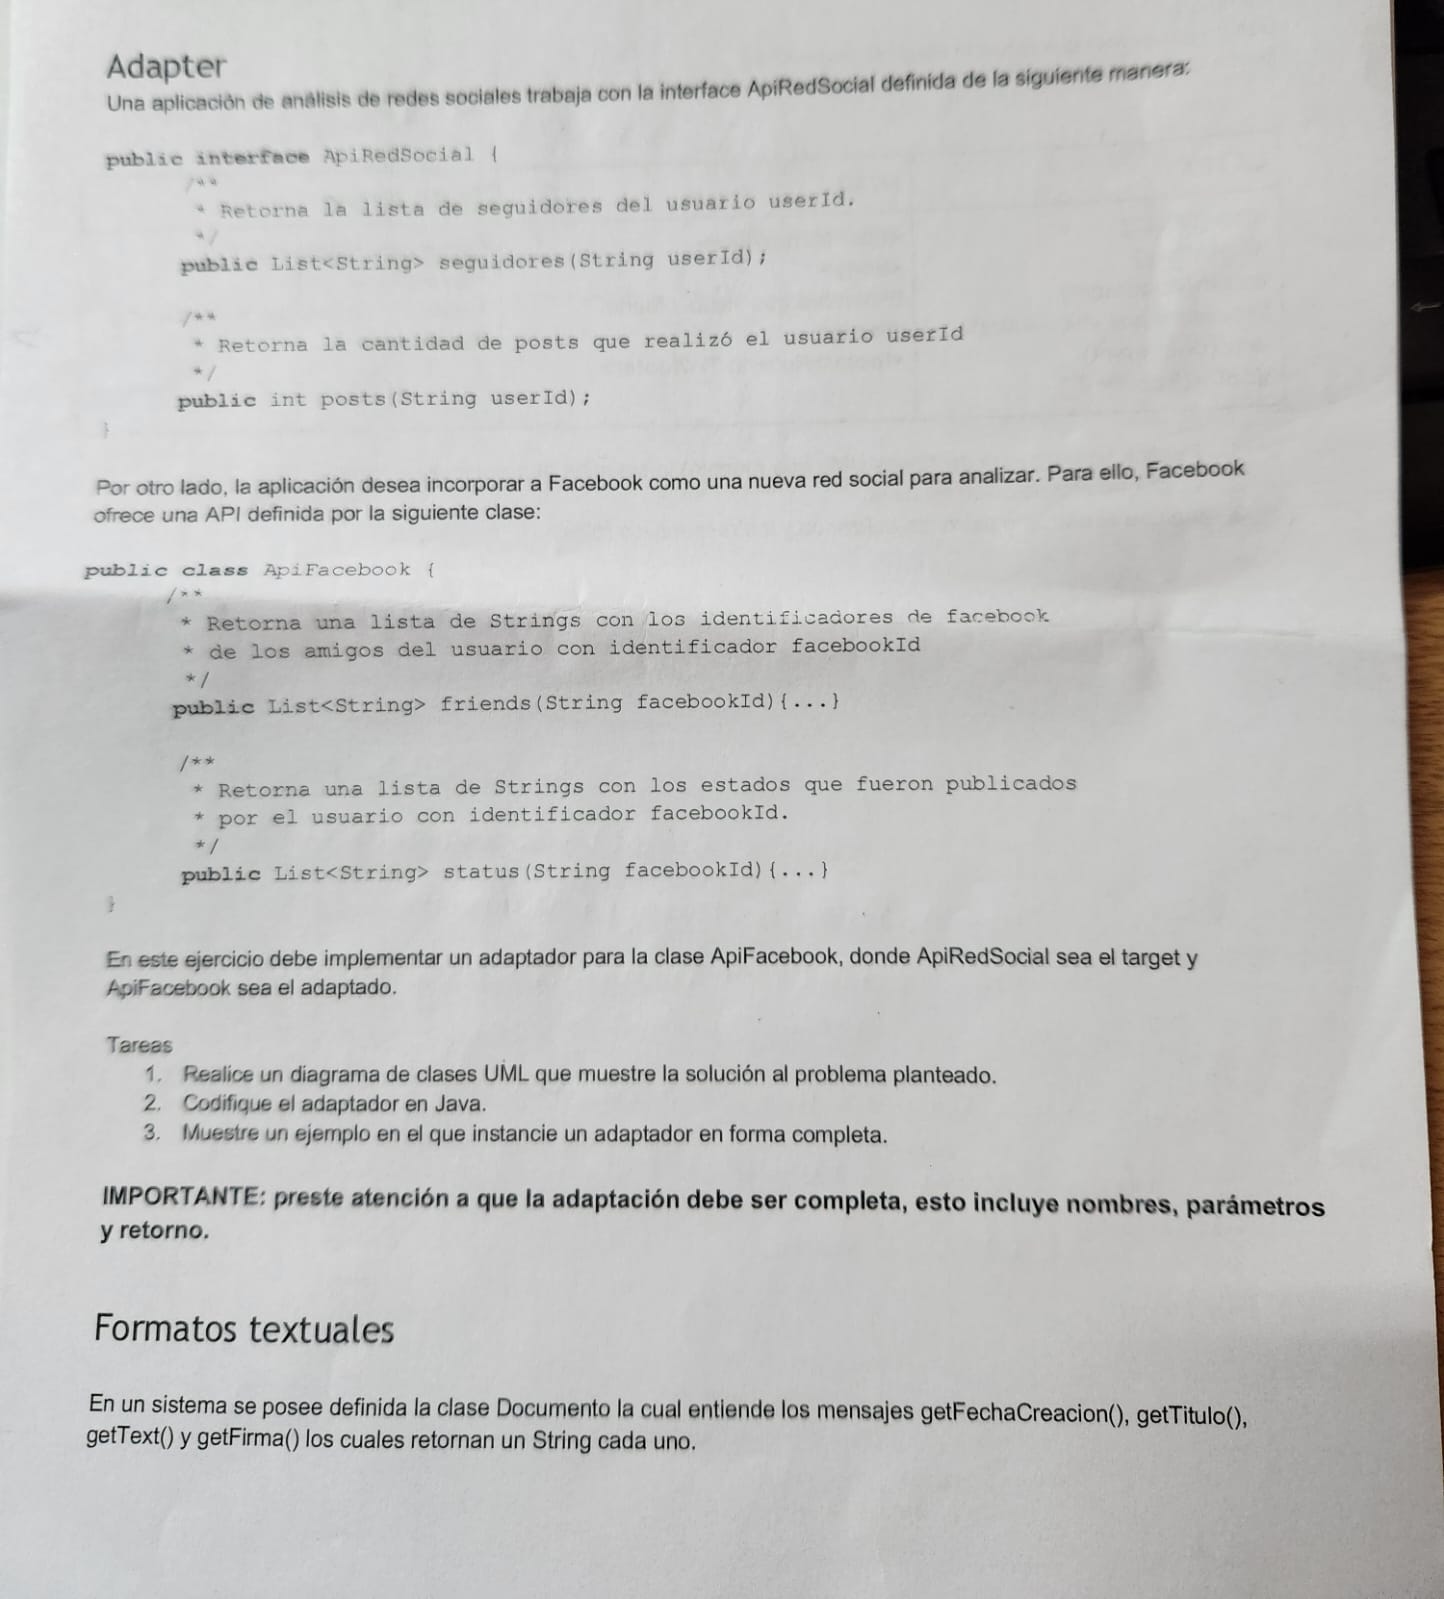 Adapter
Una aplicación de análisis de redes sociales trabaja con la interface ApiRedSocial definida de la siguiente manera:
public interface ApiRedSocial {
/**
* Retorna la lista de seguidores del usuario userId.
*/
public List<String> seguidores(String userId);
/**
* Retorna la cantidad de posts que realizó el usuario userId
*/
public int posts(String userId);
}
Por otro lado, la aplicación desea incorporar a Facebook como una nueva red social para analizar. Para ello, Facebook
ofrece una API definida por la siguiente clase:
public class ApiFacebook {
/**
* Retorna una lista de Strings con los identificadores de facebook
* de los amigos del usuario con identificador facebookId
*/
public List<String> friends(String facebookId){...}
/**
* Retorna una lista de Strings con los estados que fueron publicados
* por el usuario con identificador facebookId.
*/
public List<String> status(String facebookId){...}
}
En este ejercicio debe implementar un adaptador para la clase ApiFacebook, donde ApiRedSocial sea el target y
ApiFacebook sea el adaptado.
Tareas
1. Realice un diagrama de clases UML que muestre la solución al problema planteado.
2. Codifique el adaptador en Java.
3. Muestre un ejemplo en el que instancie un adaptador en forma completa.
IMPORTANTE: preste atención a que la adaptación debe ser completa, esto incluye nombres, parámetros
y retorno.
Formatos textuales
En un sistema se posee definida la clase Documento la cual entiende los mensajes getFechaCreacion(), getTitulo(),
getText() y getFirma() los cuales retornan un String cada uno.